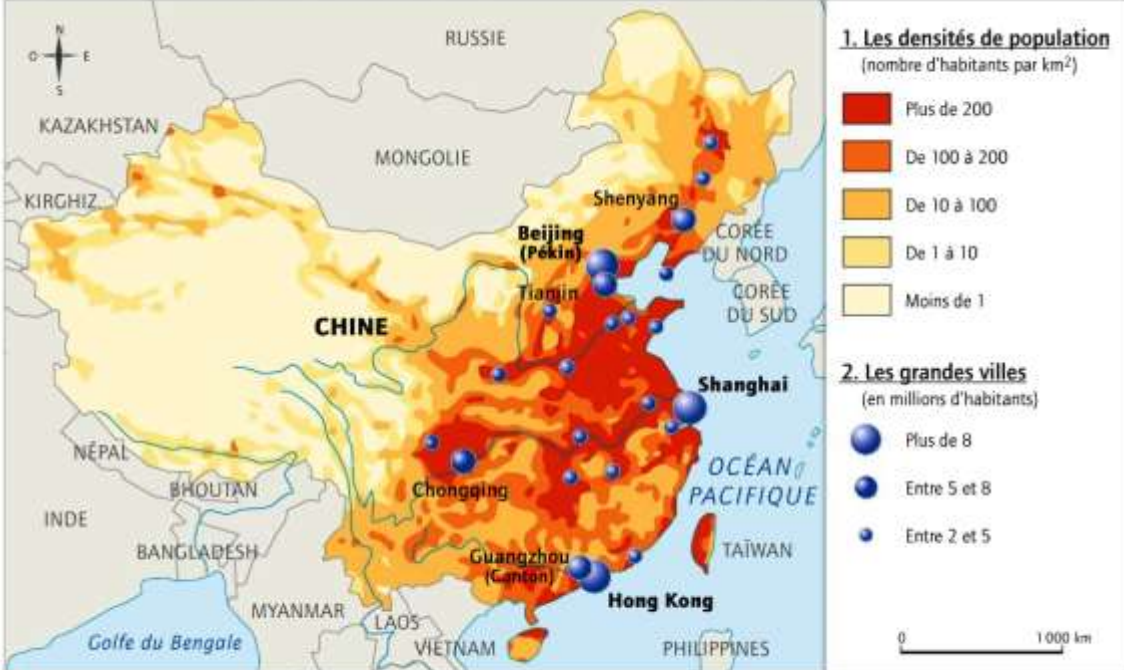 N
O
E
S
RUSSIE
KAZAKHSTAN
MONGOLIE
KIRGHIZ.
Shenyang
Beijing
(Pékin)
CORÉE
DU NORD
Tianjin
CORÉE
DU SUD
CHINE
Shanghai
NÉPAL
Chongqing
OCÉAN
PACIFIQUE
BHOUTAN
INDE
BANGLADESH
Guangzhou
(Canton)
TAÏWAN
MYANMAR
Hong Kong
LAOS
Golfe du Bengale
VIETNAM
PHILIPPINES
1. Les densités de population
(nombre d'habitants par km²)
Plus de 200
De 100 à 200
De 10 à 100
De 1 à 10
Moins de 1
2. Les grandes villes
(en millions d'habitants)
Plus de 8
Entre 5 et 8
Entre 2 et 5
0
1 000 km